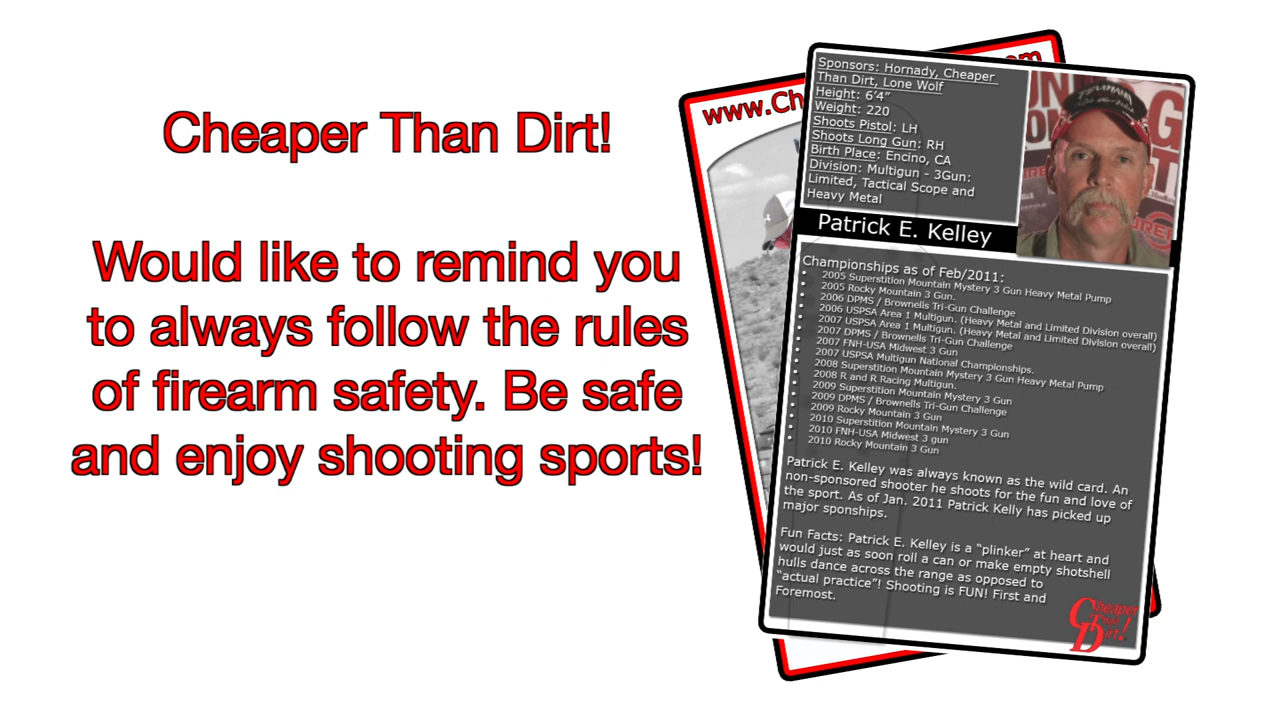 Cheaper Than Dirt!
Would like to remind you
to always follow the rules
of firearm safety. Be safe
and enjoy shooting sports!
www.Ch
om
Sponsors: Hornady, Cheaper
Than Dirt, Lone Wolf
Height: 6'4"
Weight: 220
Shoots Pistol: LH
Shoots Long Gun: RH
Birth Place: Encino, CA
Division: Multigun - 3Gun:
Limited, Tactical Scope and
Heavy Metal
Patrick E. Kelley
Championships as of Feb/2011:
• 2005 Superstition Mountain Mystery 3 Gun Heavy Metal Pump
• 2005 Rocky Mountain 3 Gun.
• 2006 DPMS / Brownells Tri-Gun Challenge
• 2006 USPSA Area 1 Multigun. (Heavy Metal and Limited Division overall)
• 2007 USPSA Area 1 Multigun. (Heavy Metal and Limited Division overall)
• 2007 DPMS / Brownells Tri-Gun Challenge
• 2007 FNH-USA Midwest 3 Gun
• 2007 USPSA Multigun National Championships.
• 2008 Superstition Mountain Mystery 3 Gun Heavy Metal Pump
• 2008 R and R Racing Multigun.
• 2009 Superstition Mountain Mystery 3 Gun
• 2009 DPMS / Brownells Tri-Gun Challenge
• 2009 Rocky Mountain 3 Gun
• 2010 Superstition Mountain Mystery 3 Gun
• 2010 FNH-USA Midwest 3 gun
• 2010 Rocky Mountain 3 Gun
Patrick E. Kelley was always known as the wild card. An
non-sponsored shooter he shoots for the fun and love of
the sport. As of Jan. 2011 Patrick Kelly has picked up
major sponships.
Fun Facts: Patrick E. Kelley is a "plinker" at heart and
would just as soon roll a can or make empty shotshell
hulls dance across the range as opposed to
"actual practice"! Shooting is FUN! First and
Foremost.
Cheaper
Than
Dirt!